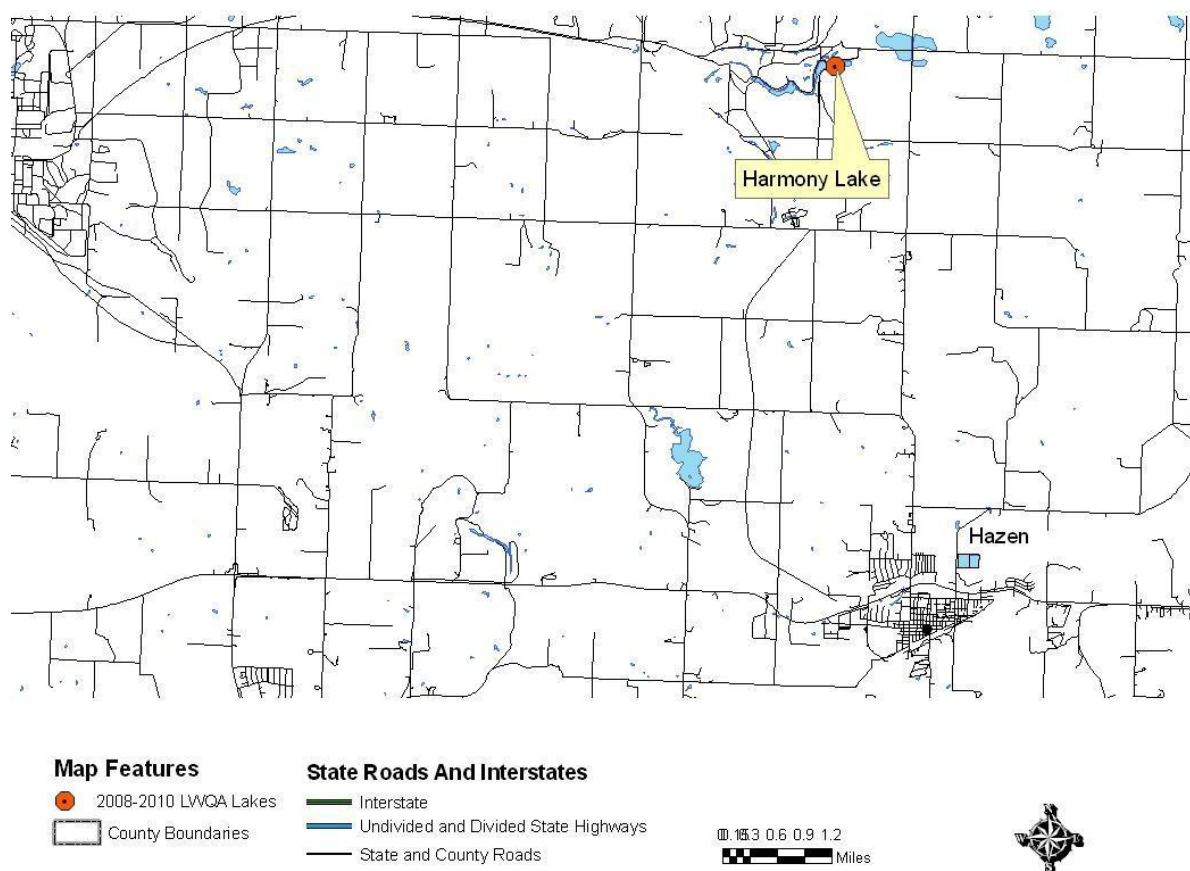 Harmony Lake
Hazen
Map Features
2008-2010 LWQA Lakes
County Boundaries
State Roads And Interstates
Interstate
Undivided and Divided State Highways
State and County Roads
0.6 0.9 1.2
Miles